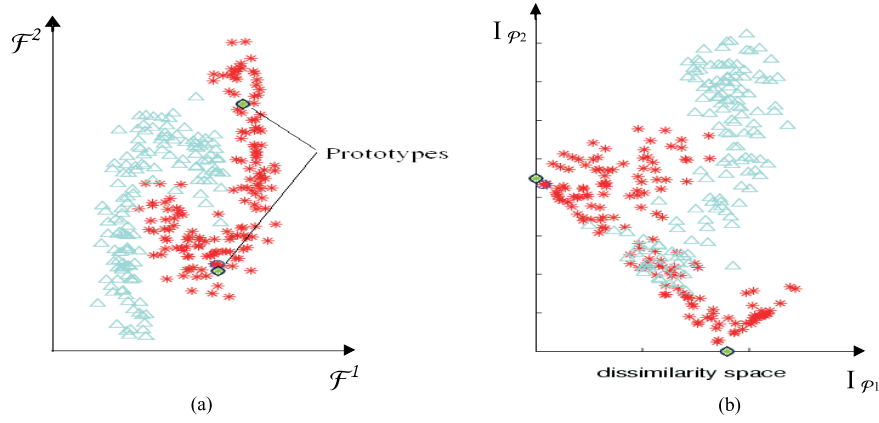 ℱ²
Prototypes
ℱ¹
(a)
I 𝒫₂
dissimilarity space
I 𝒫₁
(b)